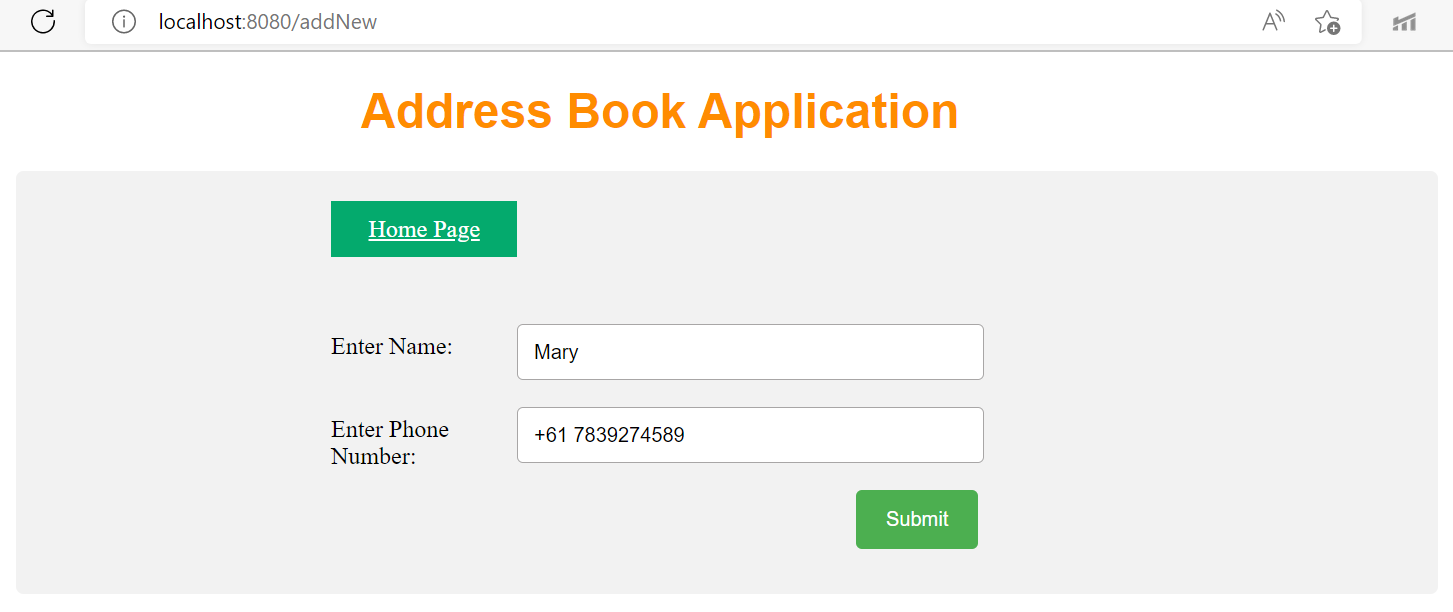 localhost:8080/addNew
Address Book Application
Home Page
Enter Name:
Mary
Enter Phone
Number:
+61 7839274589
Submit